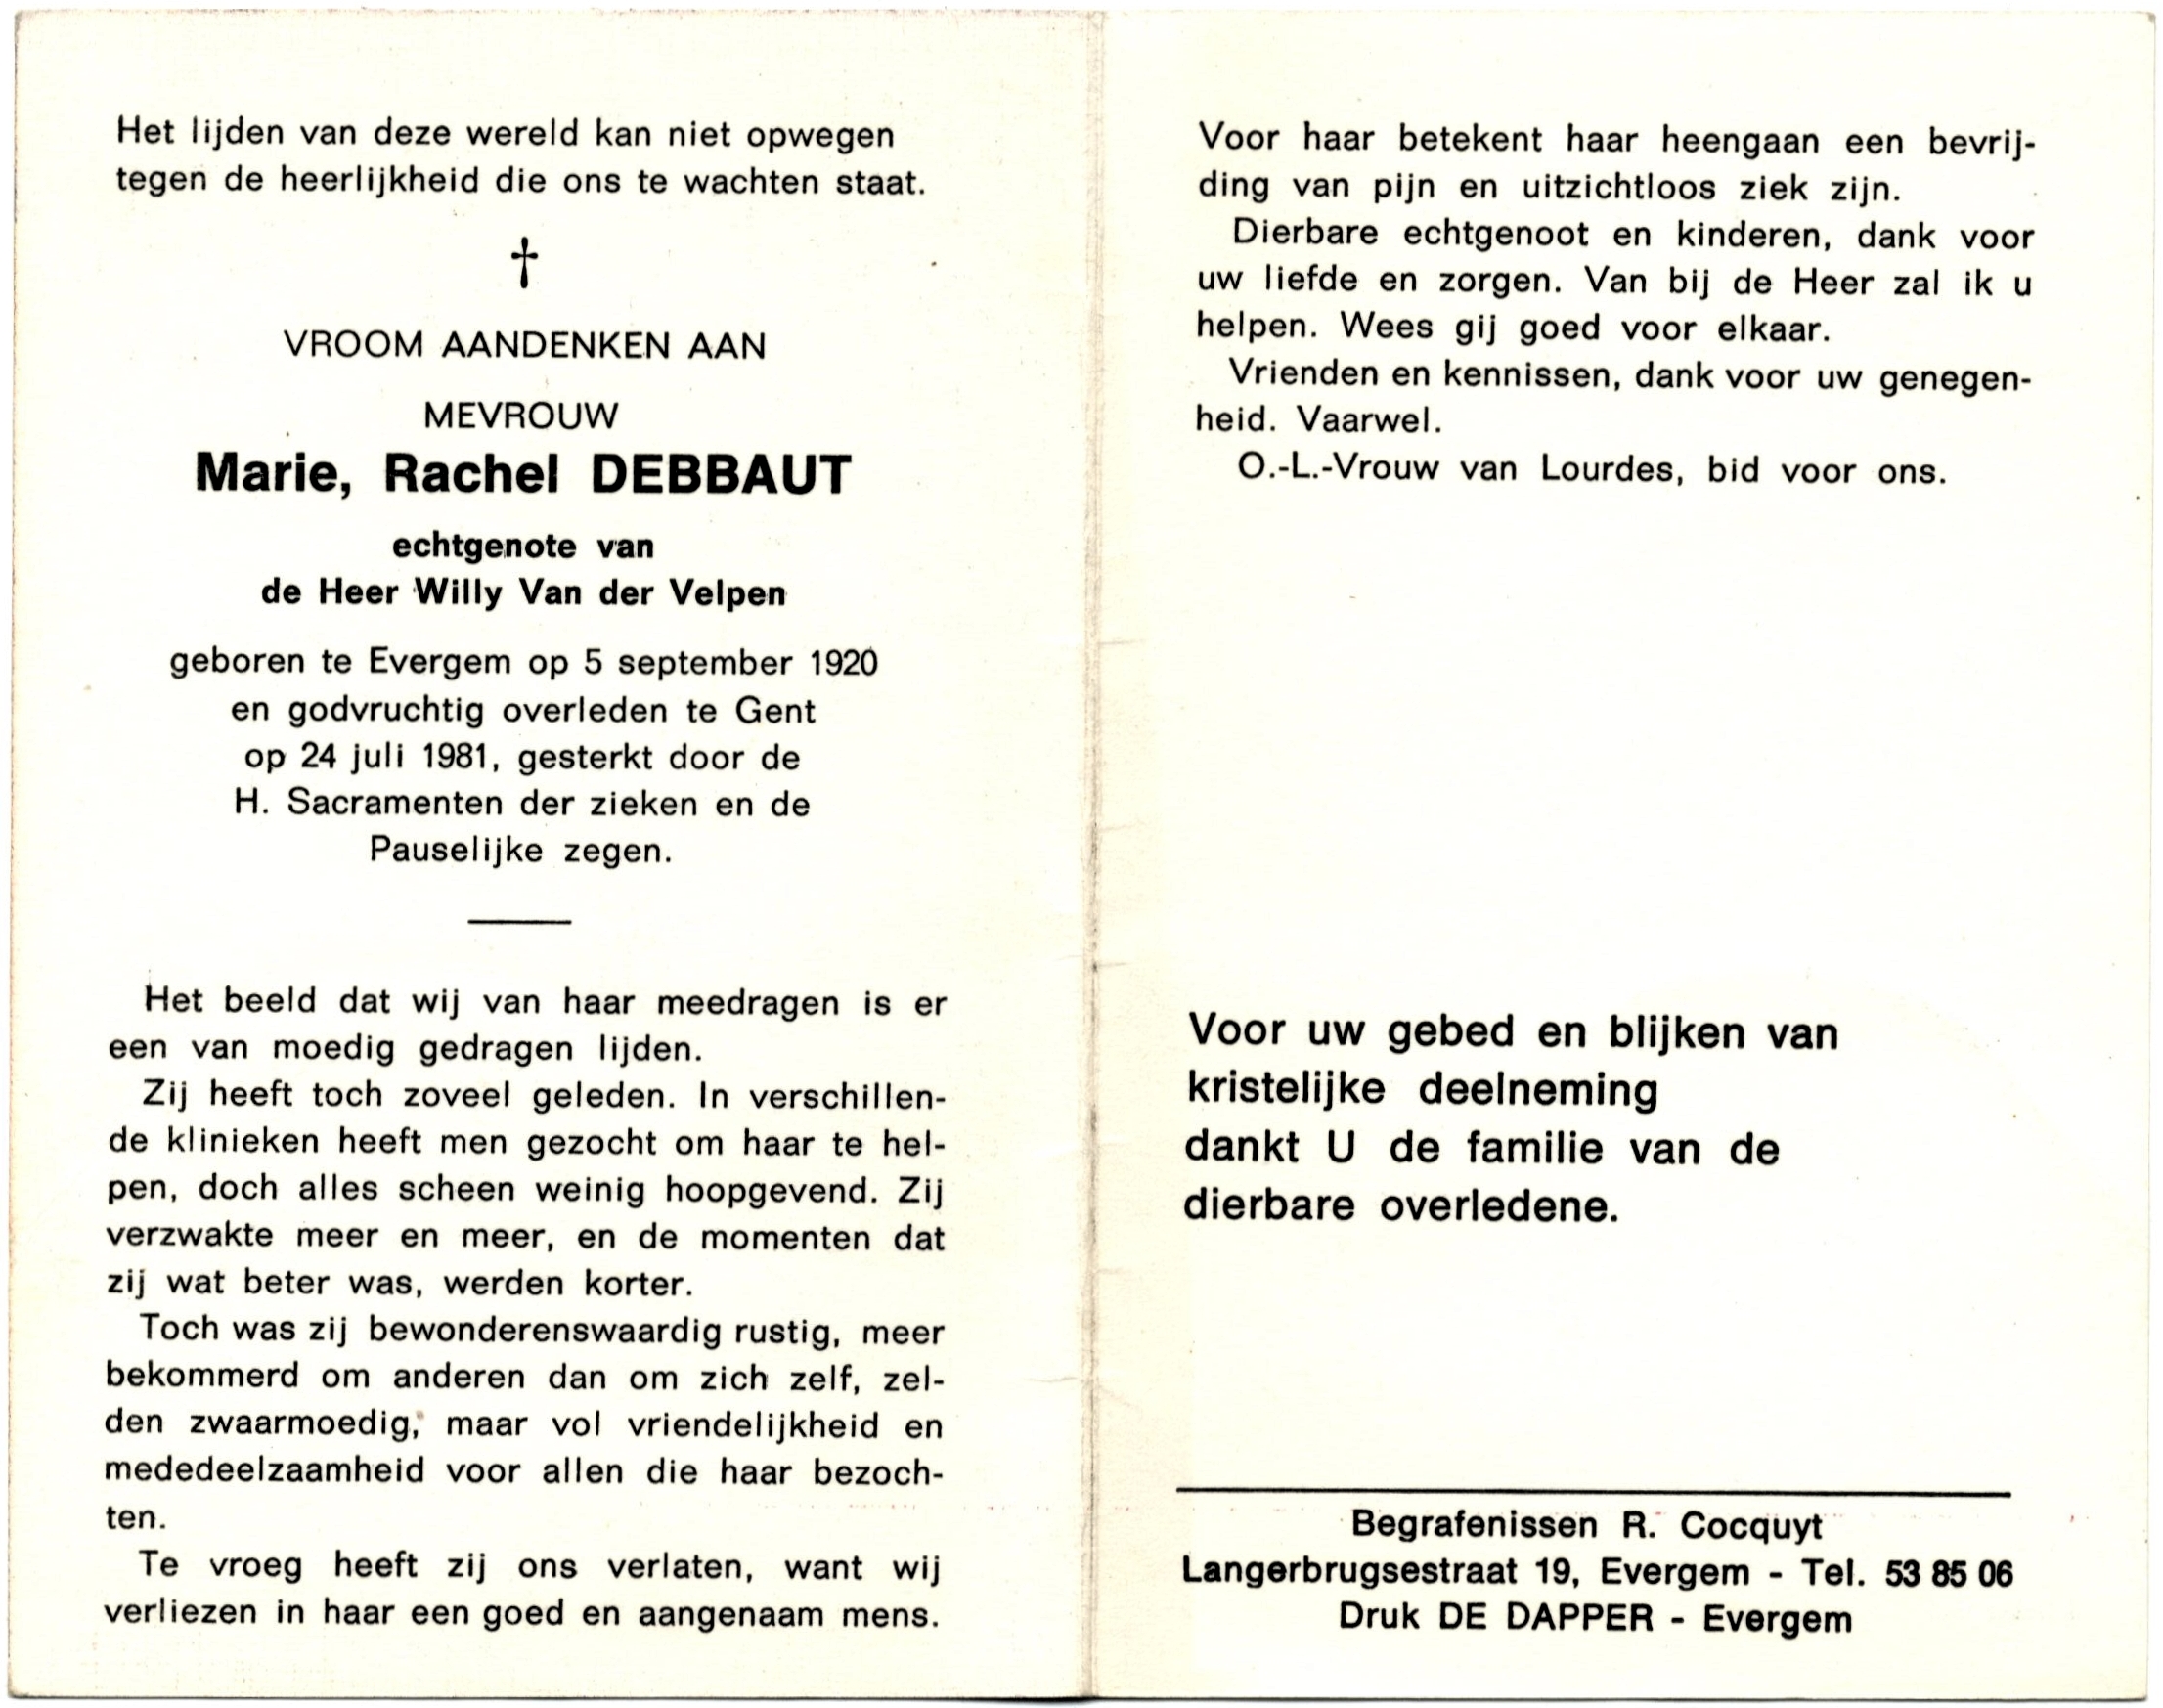 Het lijden van deze wereld kan niet opwegen
tegen de heerlijkheid die ons te wachten staat.
†
VROOM AANDENKEN AAN
MEVROUW
Marie, Rachel DEBBAUT
echtgenote van
de Heer Willy Van der Velpen
geboren te Evergem op 5 september 1920
en godvruchtig overleden te Gent
op 24 juli 1981, gesterkt door de
H. Sacramenten der zieken en de
Pauselijke zegen.
Het beeld dat wij van haar meedragen is er
een van moedig gedragen lijden.
Zij heeft toch zoveel geleden. In verschillen-
de klinieken heeft men gezocht om haar te hel-
pen, doch alles scheen weinig hoopgevend. Zij
verzwakte meer en meer, en de momenten dat
zij wat beter was, werden korter.
Toch was zij bewonderenswaardig rustig, meer
bekommerd om anderen dan om zich zelf, zel-
den zwaarmoedig, maar vol vriendelijkheid en
mededeelzaamheid voor allen die haar bezoch-
ten.
Te vroeg heeft zij ons verlaten, want wij
verliezen in haar een goed en aangenaam mens.
Voor haar betekent haar heengaan een bevrij-
ding van pijn en uitzichtloos ziek zijn.
Dierbare echtgenoot en kinderen, dank voor
uw liefde en zorgen. Van bij de Heer zal ik u
helpen. Wees gij goed voor elkaar.
Vrienden en kennissen, dank voor uw genegen-
heid. Vaarwel.
O.-L.-Vrouw van Lourdes, bid voor ons.
Voor uw gebed en blijken van
kristelijke deelneming
dankt U de familie van de
dierbare overledene.
Begrafenissen R. Cocquyt
Langerbrugsestraat 19, Evergem - Tel. 53 85 06
Druk DE DAPPER - Evergem